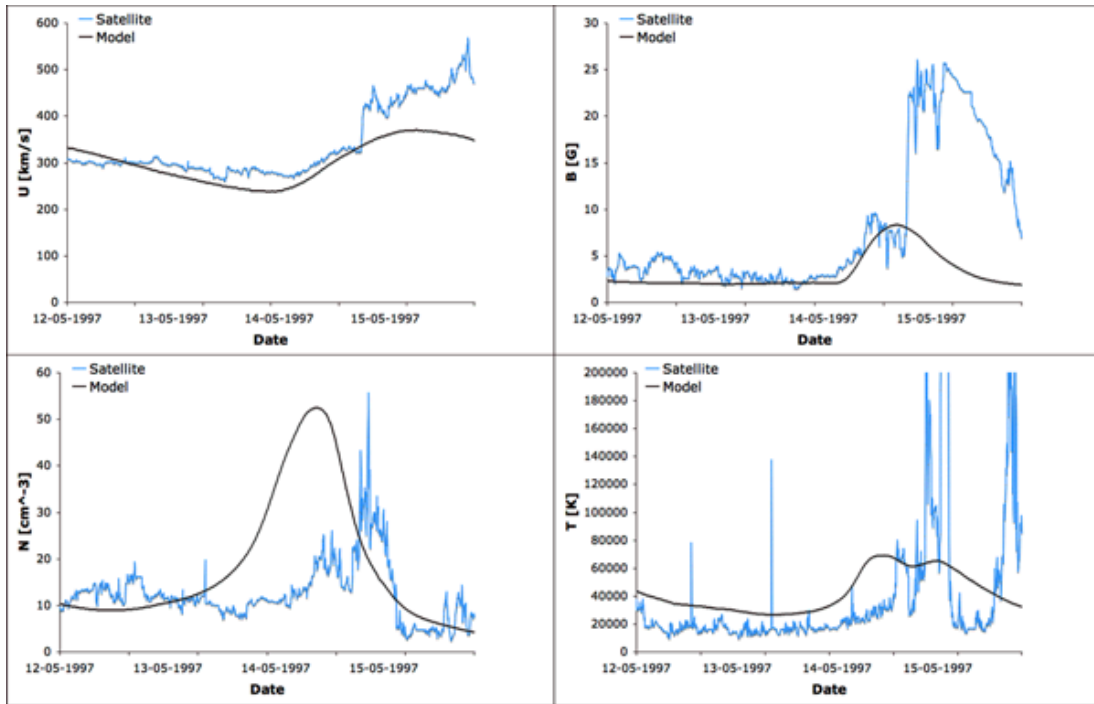 Satellite
Model
600
500
400
300
200
100
0
U [km/s]
12-05-1997 13-05-1997 14-05-1997 15-05-1997
Date
Satellite
Model
30
25
20
15
10
5
0
B [G]
12-05-1997 13-05-1997 14-05-1997 15-05-1997
Date
Satellite
Model
60
50
40
30
20
10
0
N [cm^-3]
12-05-1997 13-05-1997 14-05-1997 15-05-1997
Date
Satellite
Model
200000
180000
160000
140000
120000
100000
80000
60000
40000
20000
0
T [K]
12-05-1997 13-05-1997 14-05-1997 15-05-1997
Date